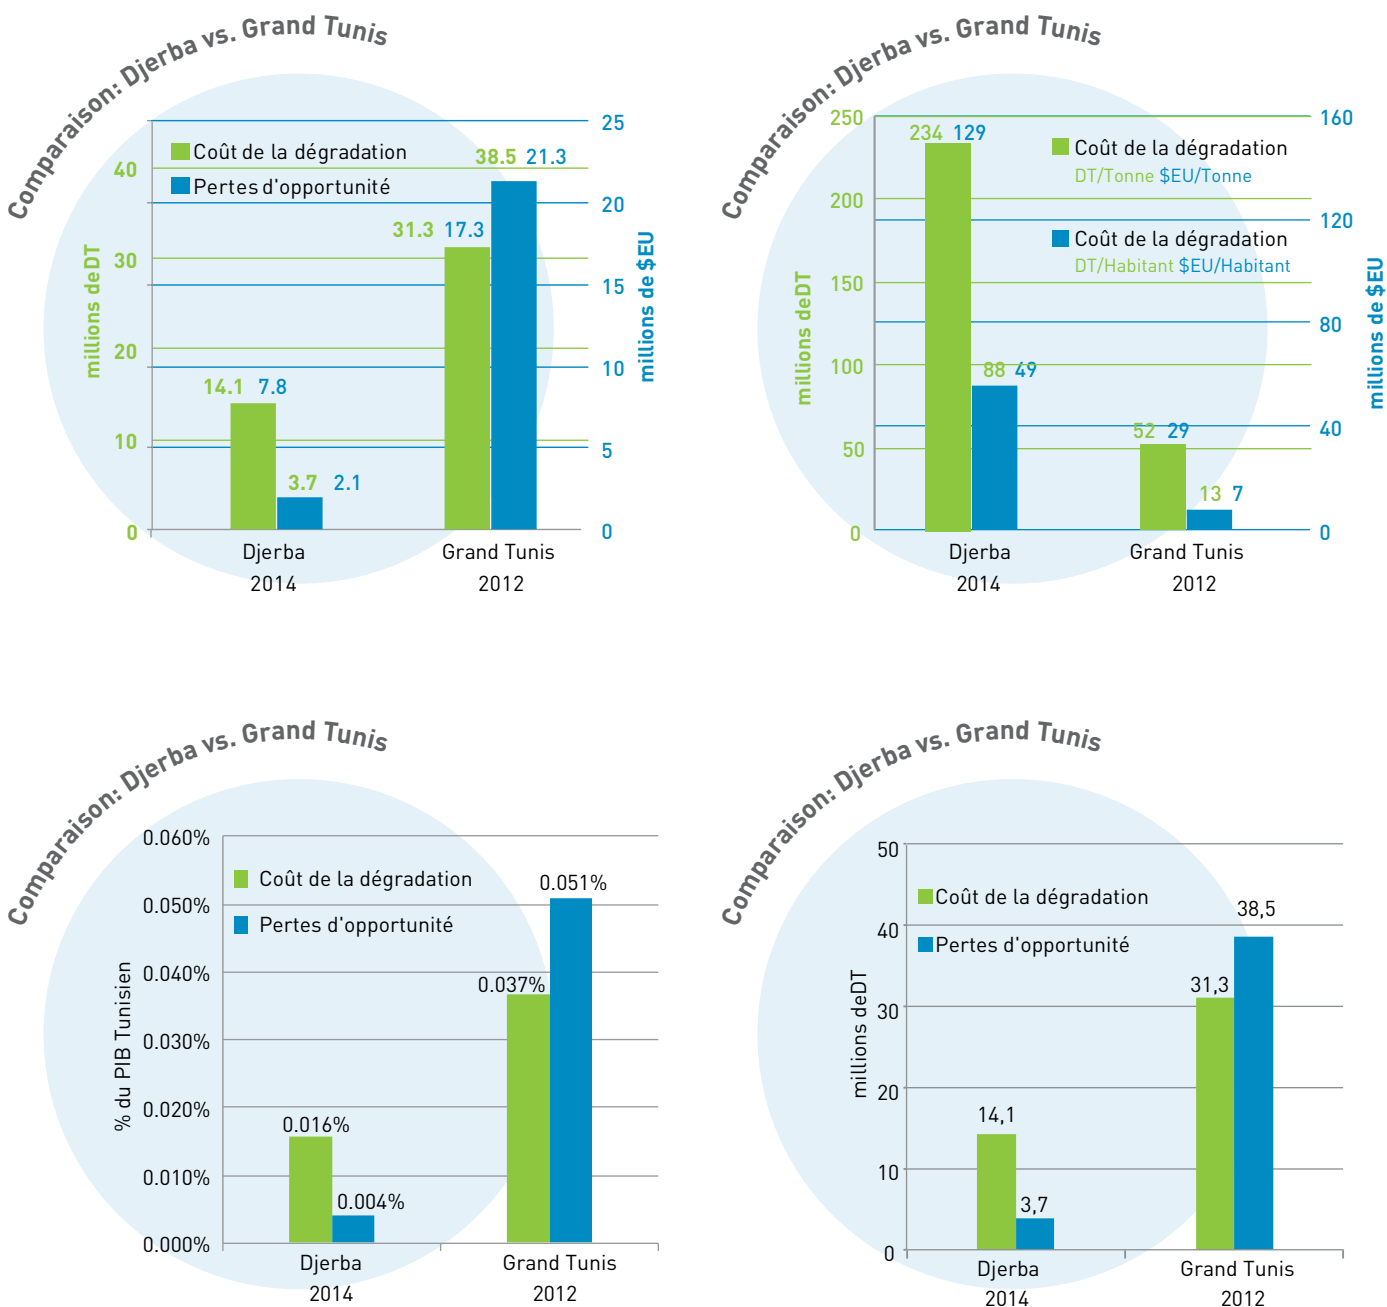 Comparaison: Djerba vs. Grand Tunis
25
Coût de la dégradation
38.5 21.3
40
Pertes d'opportunité
20
31.3 17.3
30
15
millions deDT
millions de $EU
20
10
14.1 7.8
10
5
3.7 2.1
0
0
Djerba
Grand Tunis
2014
2012
Comparaison: Djerba vs. Grand Tunis
250
160
234 129
Coût de la dégradation
DT/Tonne $EU/Tonne
200
120
Coût de la dégradation
DT/Habitant $EU/Habitant
150
80
millions deDT
millions de $EU
100
88 49
52 29
40
50
13 7
0
0
Djerba
Grand Tunis
2014
2012
Comparaison: Djerba vs. Grand Tunis
0.060%
Coût de la dégradation
0.051%
0.050%
Pertes d'opportunité
0.040%
0.037%
% du PIB Tunisien
0.030%
0.020%
0.016%
0.010%
0.004%
0.000%
Djerba
Grand Tunis
2014
2012
Comparaison: Djerba vs. Grand Tunis
50
Coût de la dégradation
38,5
40
Pertes d'opportunité
31,3
30
millions deDT
20
14,1
10
3,7
0
Djerba
Grand Tunis
2014
2012